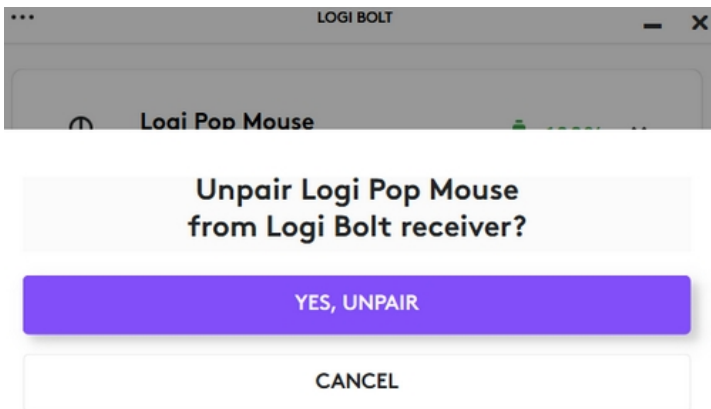 LOGI BOLT
Logi Pop Mouse
Unpair Logi Pop Mouse
from Logi Bolt receiver?
YES, UNPAIR
CANCEL